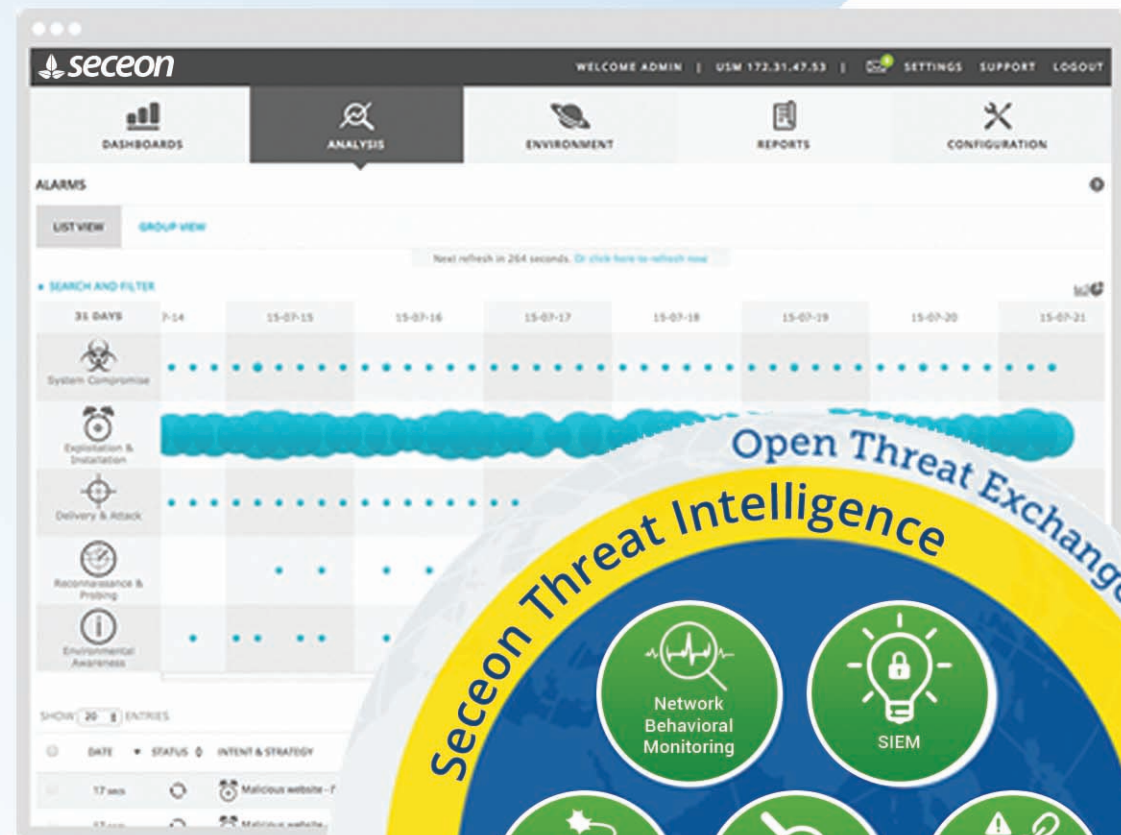 seceon
WELCOME ADMIN | USM 172.31.47.53 | SETTINGS SUPPORT LOGOUT
DASHBOARDS ANALYSIS ENVIRONMENT REPORTS CONFIGURATION
ALARMS
LIST VIEW GROUP VIEW
Next refresh in 264 seconds. Or click here to refresh now
SEARCH AND FILTER
31 DAYS 7-14 15-07-15 15-07-16 15-07-17 15-07-18 15-07-19 15-07-20 15-07-21
System Compromise
Exploitation &
Installation
Delivery & Attack
Reconnaissance &
Probing
Environmental
Awareness
SHOW 20 ENTRIES
DATE STATUS INTENT & STRATEGY
17 secs Malicious website -
17 secs Malicious website -
Open Threat Exchange
Seceon Threat Intelligence
Network
Behavioral
Monitoring
SIEM